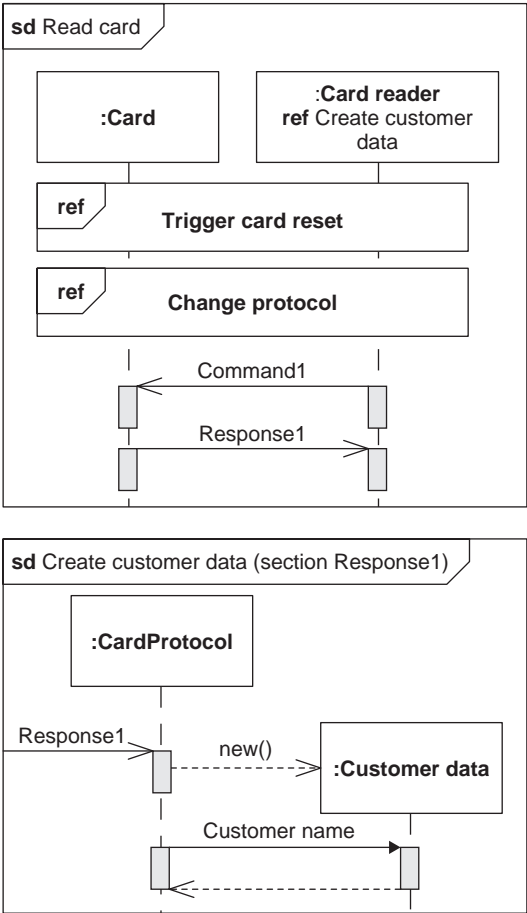 sd Read card
:Card
:Card reader
ref Create customer
data
ref
Trigger card reset
ref
Change protocol
Command1
Response1
sd Create customer data (section Response1)
:CardProtocol
Response1
new()
:Customer data
Customer name